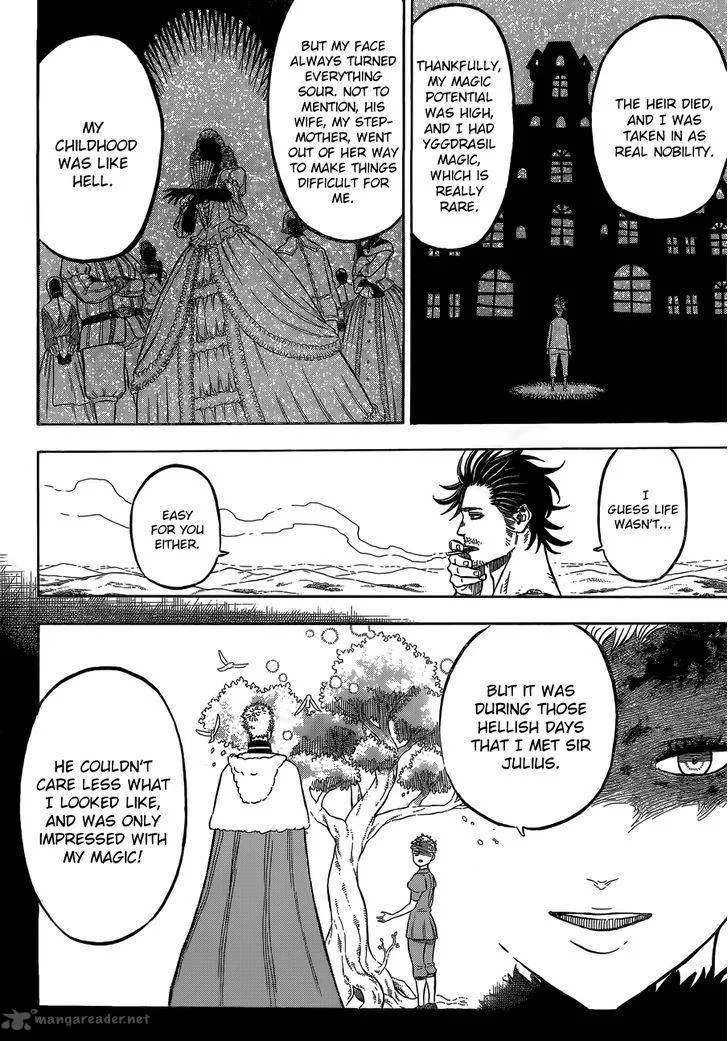 THE HEIR DIED,
AND I WAS
TAKEN IN AS
REAL NOBILITY.
THANKFULLY,
MY MAGIC
POTENTIAL
WAS HIGH,
AND I HAD
YGGDRASIL
MAGIC,
WHICH IS
REALLY
RARE.
BUT MY FACE
ALWAYS TURNED
EVERYTHING
SOUR. NOT TO
MENTION, HIS
WIFE, MY STEP-
MOTHER, WENT
OUT OF HER WAY
TO MAKE THINGS
DIFFICULT FOR
ME.
MY
CHILDHOOD
WAS LIKE
HELL.
I
GUESS LIFE
WASN'T...
EASY
FOR YOU
EITHER.
BUT IT WAS
DURING THOSE
HELLISH DAYS
THAT I MET SIR
JULIUS.
HE COULDN'T
CARE LESS WHAT
I LOOKED LIKE,
AND WAS ONLY
IMPRESSED WITH
MY MAGIC!
mangareader.net